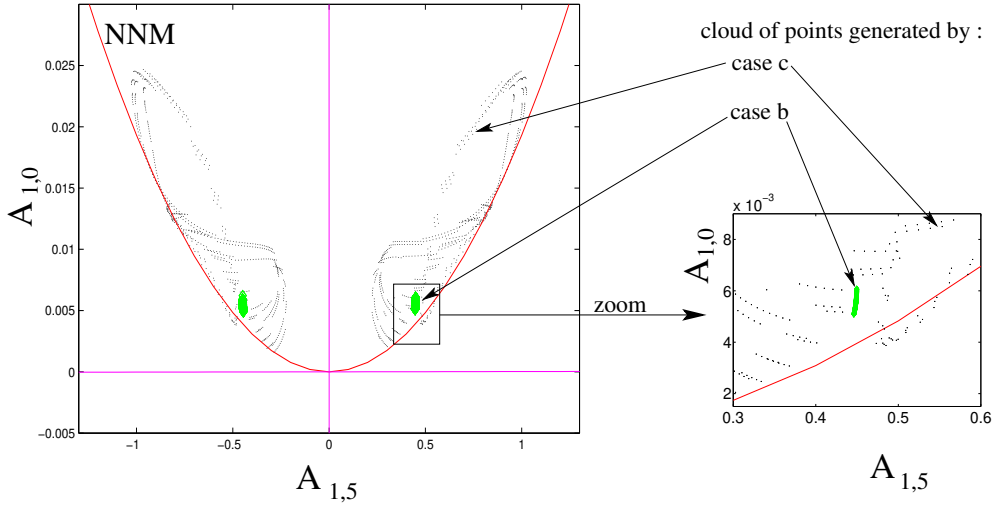 NNM
cloud of points generated by :
case c
case b
0.025
0.02
0.015
0.01
0.005
0
−0.005
A 1,0
−1
−0.5
0
0.5
1
A 1,5
zoom
x 10 −3
8
6
4
2
A 1,0
0.3
0.4
0.5
0.6
A 1,5